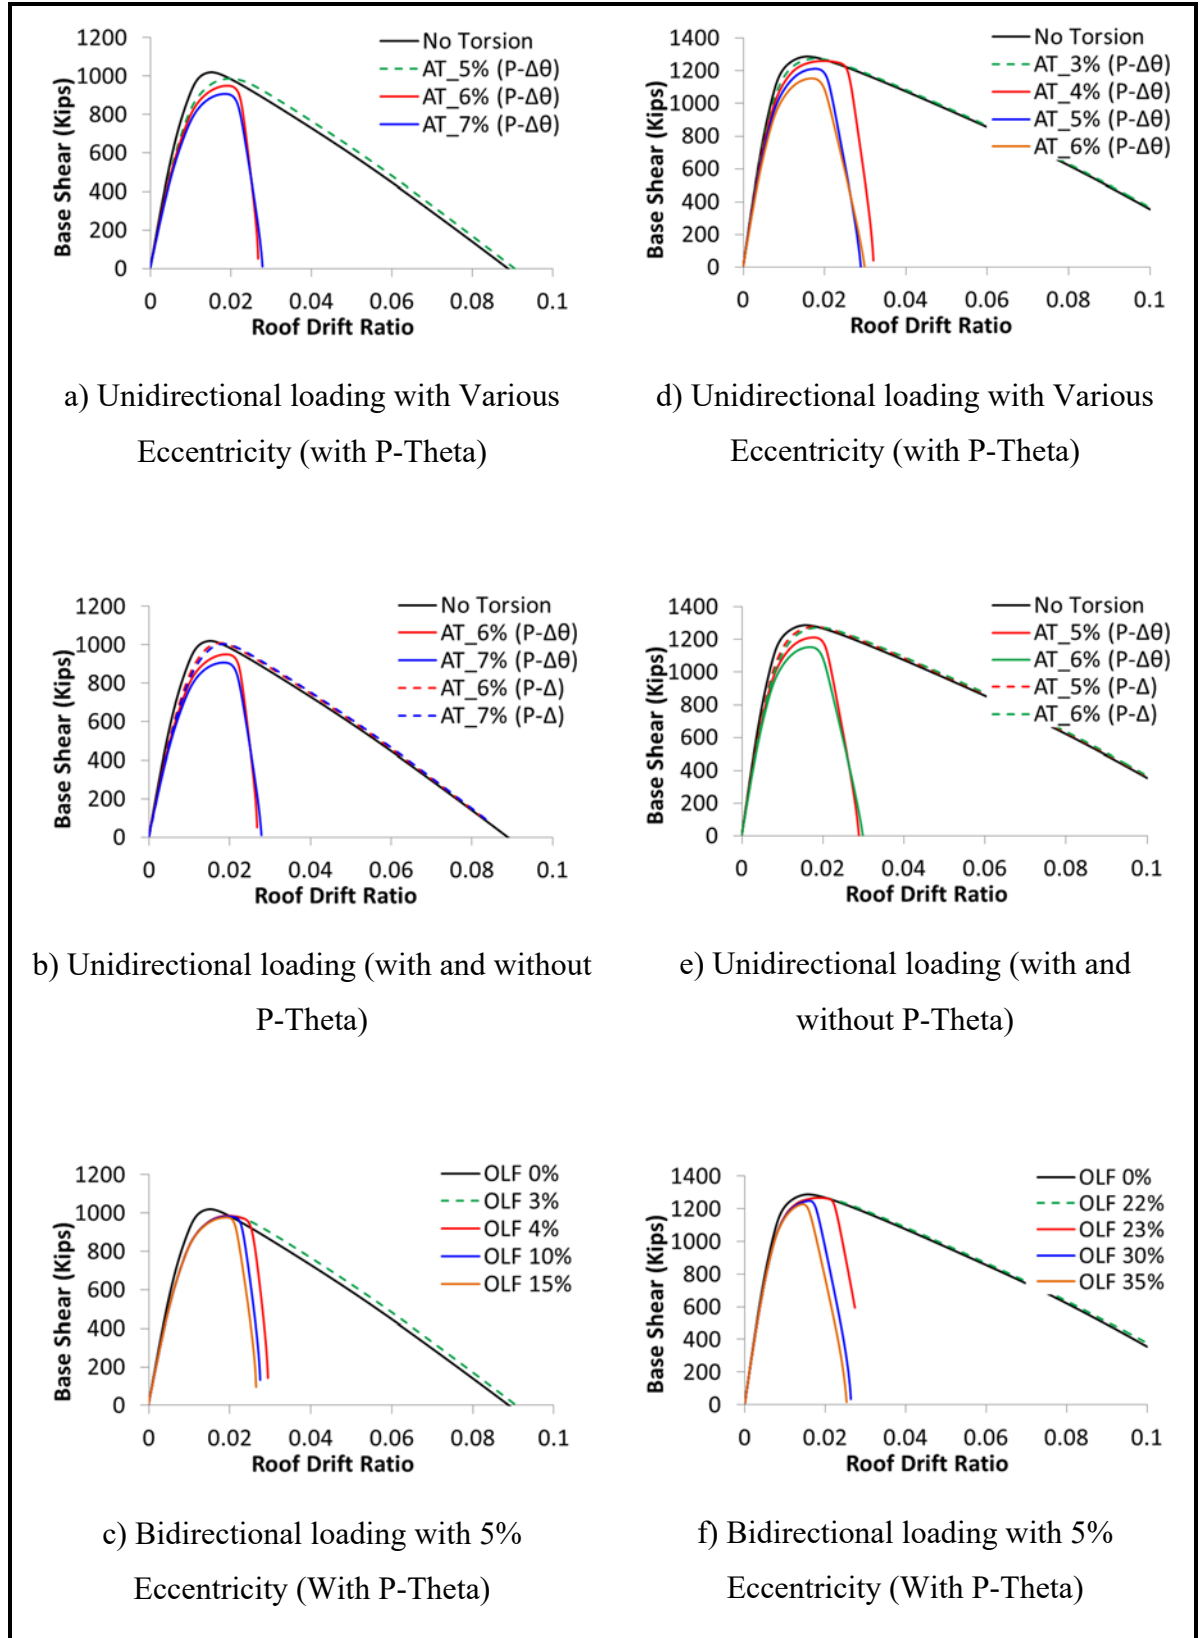 1200
1000
800
600
400
200
0
Base Shear (Kips)
No Torsion
AT_5% (P-Δθ)
AT_6% (P-Δθ)
AT_7% (P-Δθ)
0 0.02 0.04 0.06 0.08 0.1
Roof Drift Ratio
a) Unidirectional loading with Various
Eccentricity (with P-Theta)
1400
1200
1000
800
600
400
200
0
Base Shear (Kips)
No Torsion
AT_3% (P-Δθ)
AT_4% (P-Δθ)
AT_5% (P-Δθ)
AT_6% (P-Δθ)
0 0.02 0.04 0.06 0.08 0.1
Roof Drift Ratio
d) Unidirectional loading with Various
Eccentricity (with P-Theta)
1200
1000
800
600
400
200
0
Base Shear (Kips)
No Torsion
AT_6% (P-Δθ)
AT_7% (P-Δθ)
AT_6% (P-Δ)
AT_7% (P-Δ)
0 0.02 0.04 0.06 0.08 0.1
Roof Drift Ratio
b) Unidirectional loading (with and without
P-Theta)
1400
1200
1000
800
600
400
200
0
Base Shear (Kips)
No Torsion
AT_5% (P-Δθ)
AT_6% (P-Δθ)
AT_5% (P-Δ)
AT_6% (P-Δ)
0 0.02 0.04 0.06 0.08 0.1
Roof Drift Ratio
e) Unidirectional loading (with and
without P-Theta)
1200
1000
800
600
400
200
0
Base Shear (Kips)
OLF 0%
OLF 3%
OLF 4%
OLF 10%
OLF 15%
0 0.02 0.04 0.06 0.08 0.1
Roof Drift Ratio
c) Bidirectional loading with 5%
Eccentricity (With P-Theta)
1400
1200
1000
800
600
400
200
0
Base Shear (Kips)
OLF 0%
OLF 22%
OLF 23%
OLF 30%
OLF 35%
0 0.02 0.04 0.06 0.08 0.1
Roof Drift Ratio
f) Bidirectional loading with 5%
Eccentricity (With P-Theta)